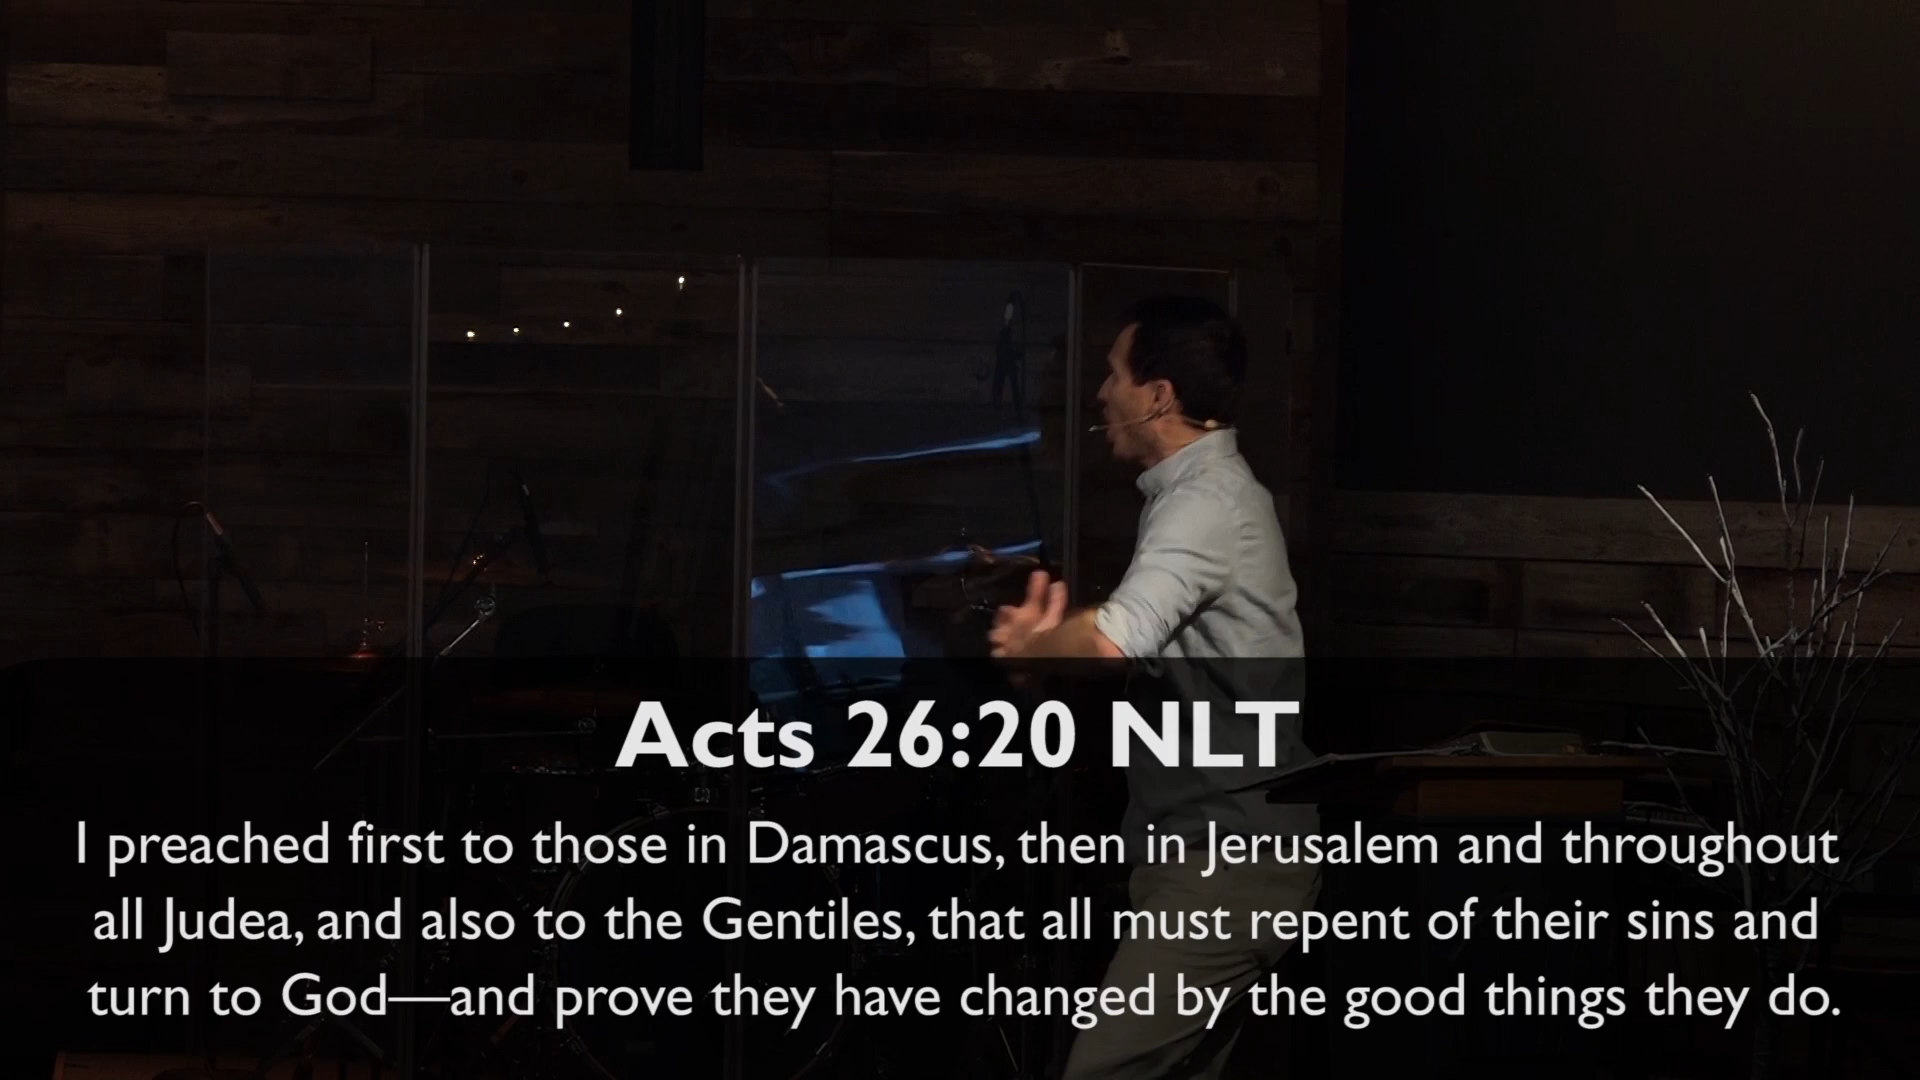 Acts 26:20 NLT
I preached first to those in Damascus, then in Jerusalem and throughout
all Judea, and also to the Gentiles, that all must repent of their sins and
turn to God—and prove they have changed by the good things they do.